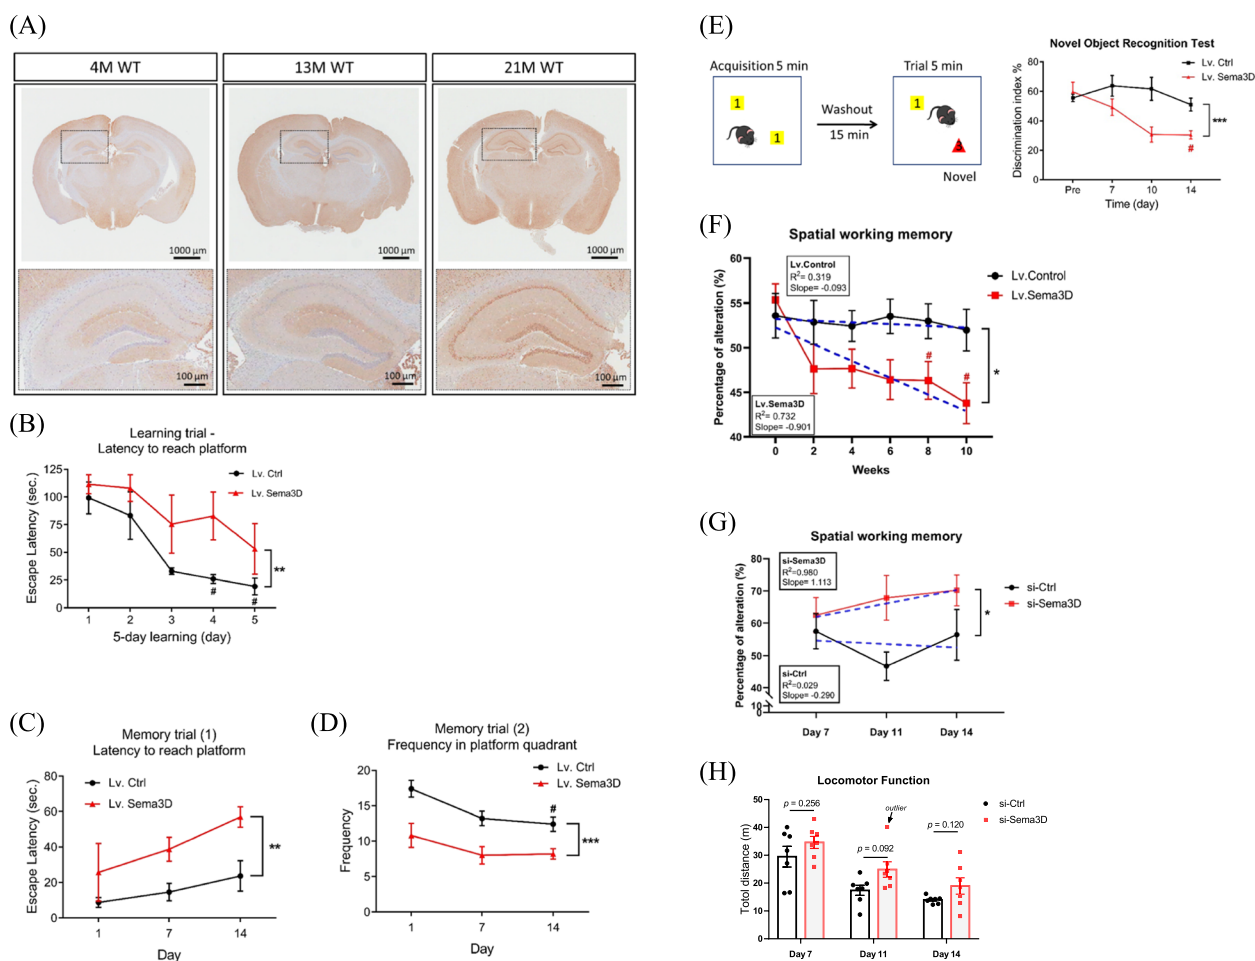 (A)
4M WT
13M WT
21M WT
1000 µm
1000 µm
1000 µm
100 µm
100 µm
100 µm
(B)
Learning trial -
Latency to reach platform
Escape Latency (sec.)
125
100
75
50
25
0
Lv. Ctrl
Lv. Sema3D
**
#
#
1 2 3 4 5
5-day learning (day)
(C)
Memory trial (1)
Latency to reach platform
Escape Latency (sec.)
80
60
40
20
0
Lv. Ctrl
Lv. Sema3D
**
1 7 14
Day
(D)
Memory trial (2)
Frequency in platform quadrant
Frequency
20
15
10
5
0
Lv. Ctrl
Lv. Sema3D
#
***
1 7 14
Day
(E)
Acquisition 5 min
1
1
Washout
15 min
Trial 5 min
1
3
Novel
Novel Object Recognition Test
Discrimination index %
80
60
40
20
0
Lv. Ctrl
Lv. Sema3D
***
#
Pre 7 10 14
Time (day)
(F)
Spatial working memory
Percentage of alteration (%)
60
55
50
45
40
Lv.Control
R²= 0.319
Slope= -0.093
Lv.Control
Lv.Sema3D
#
#
*
Lv.Sema3D
R²= 0.732
Slope= -0.901
0 2 4 6 8 10
Weeks
(G)
Spatial working memory
Percentage of alteration (%)
80
70
60
50
40
10
0
si-Sema3D
R²=0.980
Slope= 1.113
si-Ctrl
si-Sema3D
*
si-Ctrl
R²=0.029
Slope= -0.290
Day 7 Day 11 Day 14
(H)
Locomotor Function
Totol distance (m)
50
40
30
20
10
0
p = 0.256
outlier
p = 0.092
p = 0.120
si-Ctrl
si-Sema3D
Day 7 Day 11 Day 14